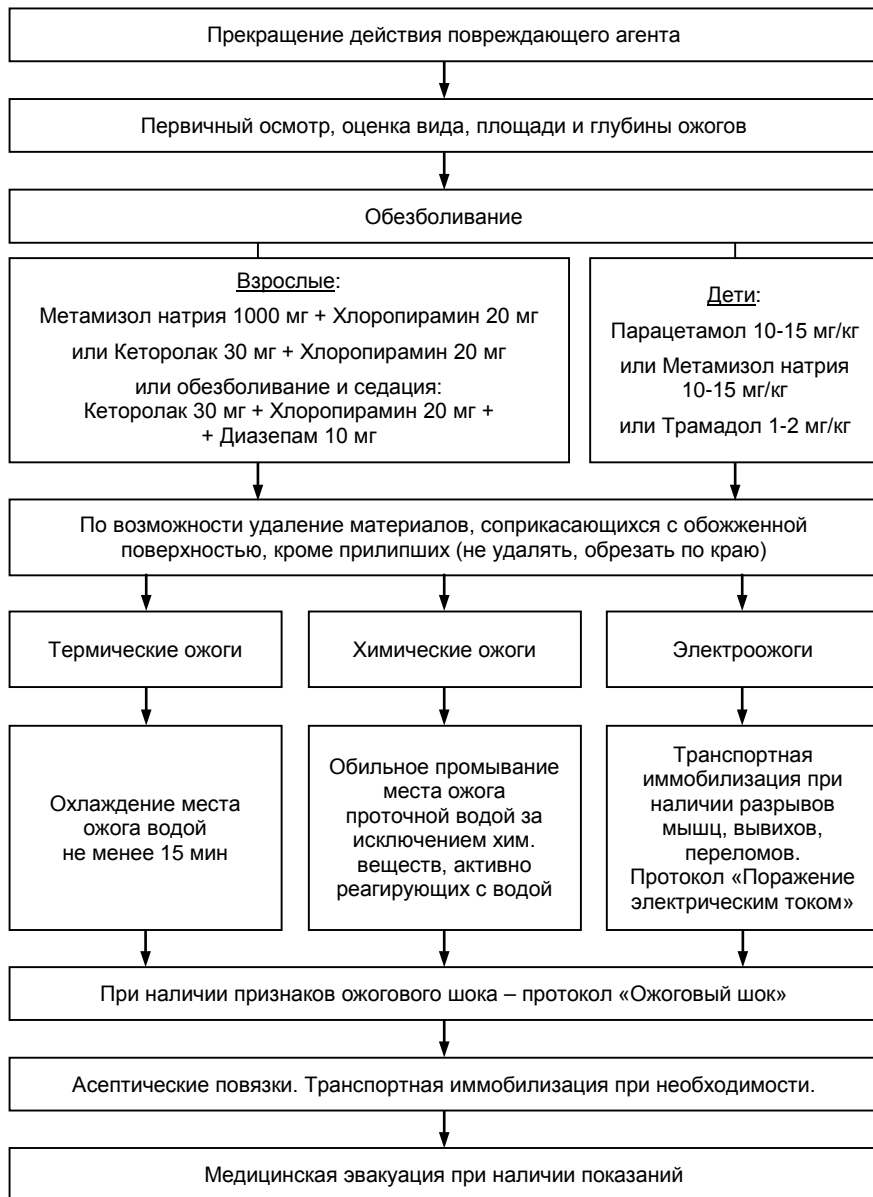 Прекращение действия повреждающего агента
Первичный осмотр, оценка вида, площади и глубины ожогов
Обезболивание
Взрослые:
Метамизол натрия 1000 мг + Хлоропирамин 20 мг
или Кеторолак 30 мг + Хлоропирамин 20 мг
или обезболивание и седация:
Кеторолак 30 мг + Хлоропирамин 20 мг +
+ Диазепам 10 мг
Дети:
Парацетамол 10-15 мг/кг
или Метамизол натрия
10-15 мг/кг
или Трамадол 1-2 мг/кг
По возможности удаление материалов, соприкасающихся с обожженной
поверхностью, кроме прилипших (не удалять, обрезать по краю)
Термические ожоги
Химические ожоги
Электроожоги
Охлаждение места
ожога водой
не менее 15 мин
Обильное промывание
места ожога
проточной водой за
исключением хим.
веществ, активно
реагирующих с водой
Транспортная
иммобилизация при
наличии разрывов
мышц, вывихов,
переломов.
Протокол «Поражение
электрическим током»
При наличии признаков ожогового шока – протокол «Ожоговый шок»
Асептические повязки. Транспортная иммобилизация при необходимости.
Медицинская эвакуация при наличии показаний